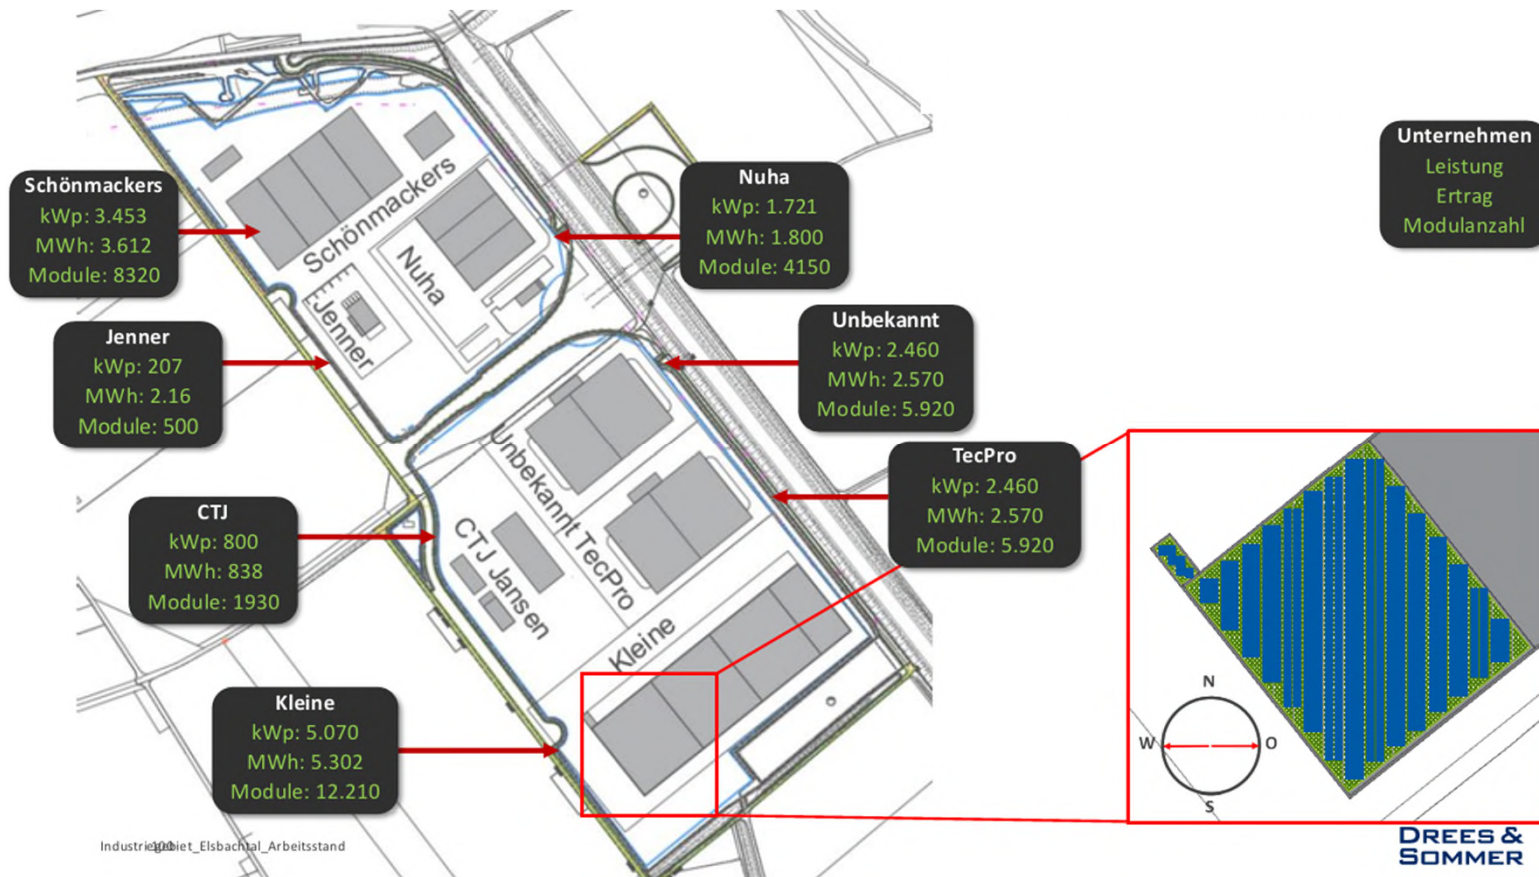 Unternehmen
Leistung
Ertrag
Modulanzahl
Schönmackers
kWp: 3.453
MWh: 3.612
Module: 8320
Nuha
kWp: 1.721
MWh: 1.800
Module: 4150
Jenner
kWp: 207
MWh: 2.16
Module: 500
Unbekannt
kWp: 2.460
MWh: 2.570
Module: 5.920
TecPro
kWp: 2.460
MWh: 2.570
Module: 5.920
CTJ
kWp: 800
MWh: 838
Module: 1930
Kleine
kWp: 5.070
MWh: 5.302
Module: 12.210
Schönmackers
Nuha
Jenner
Unbekannt TecPro
CTJ Jansen
Kleine
N
W
O
S
Industriegebiet_Elsbachtal_Arbeitsstand
DREES &
SOMMER